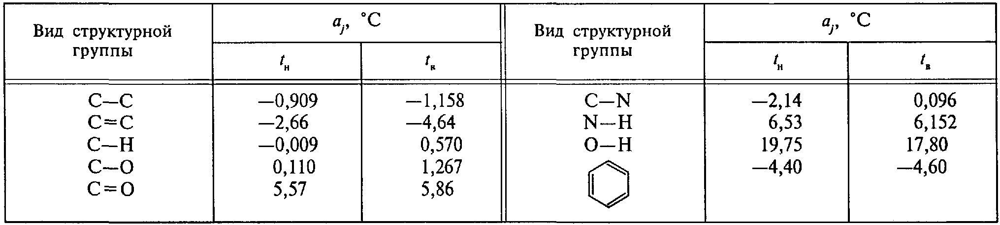 Вид структурной группы | a_j, °C | Вид структурной группы | a_j, °C
t_н | t_в | t_н | t_в
C—C | —0,909 | —1,158 | C—N | —2,14 | 0,096
C=C | —2,66 | —4,64 | N—H | 6,53 | 6,152
C—H | —0,009 | 0,570 | O—H | 19,75 | 17,80
C—O | 0,110 | 1,267 | —4,40 | —4,60
C=O | 5,57 | 5,86